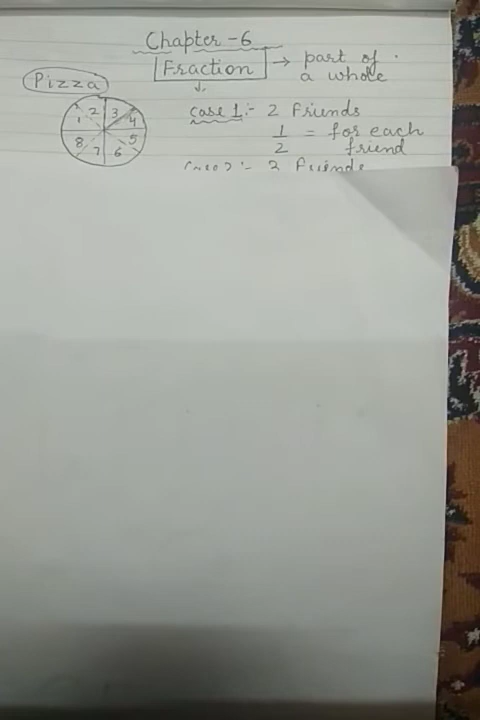 Chapter - 6
Fraction → part of a whole
Pizza
1 2 3 4 5 6 7 8
Case 1:- 2 Friends
1/2 = for each friend